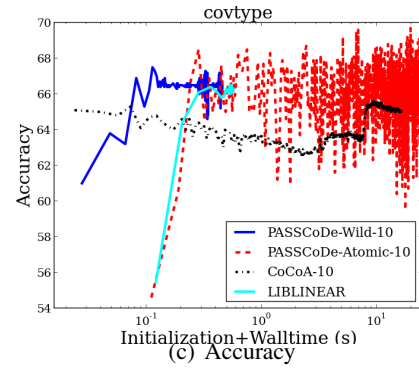 covtype
70
68
66
64
62
60
58
56
54
Accuracy
PASSCoDe-Wild-10
PASSCoDe-Atomic-10
CoCoA-10
LIBLINEAR
10⁻¹ 10⁰ 10¹
Initialization+Walltime (s)
(c) Accuracy